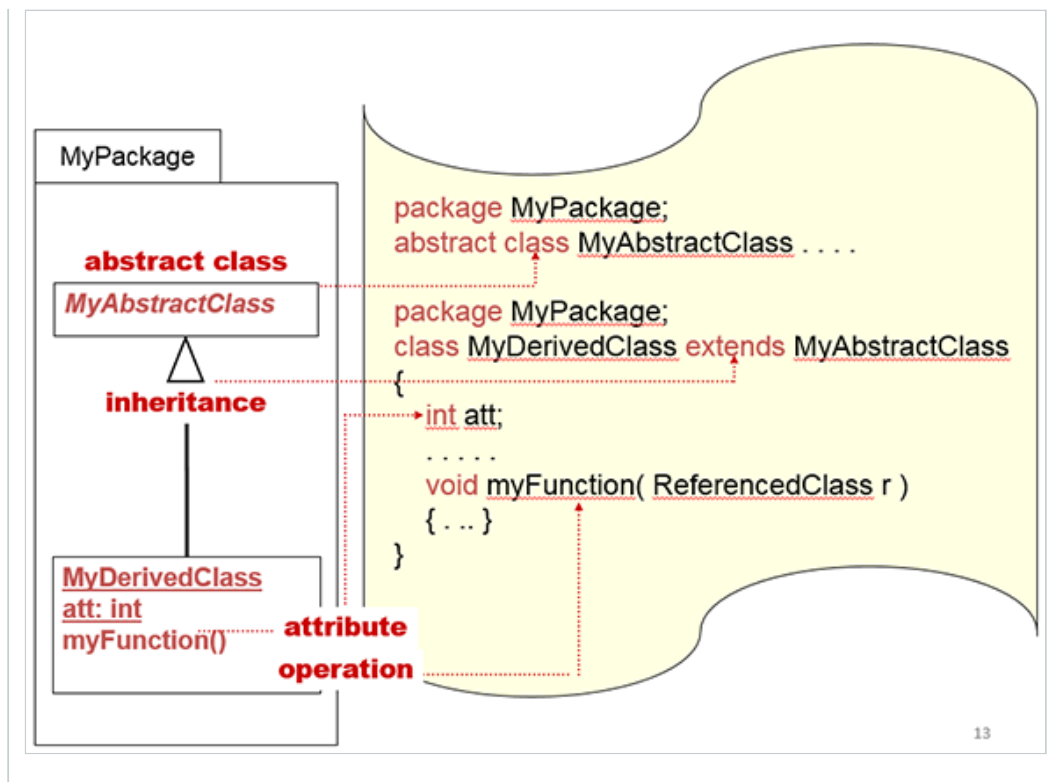 MyPackage
abstract class
MyAbstractClass
inheritance
MyDerivedClass
att: int
myFunction()
attribute
operation
package MyPackage;
abstract class MyAbstractClass . . . .
package MyPackage;
class MyDerivedClass extends MyAbstractClass
{
int att;
. . . . .
void myFunction( ReferencedClass r )
{ . .. }
}
13